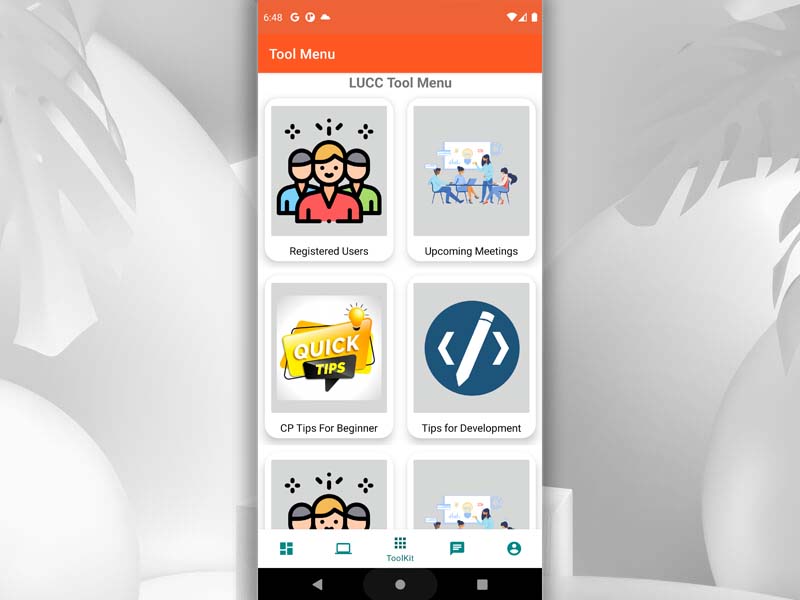 6:48
Tool Menu
LUCC Tool Menu
Registered Users
Upcoming Meetings
QUICK
TIPS
CP Tips For Beginner
Tips for Development
ToolKit